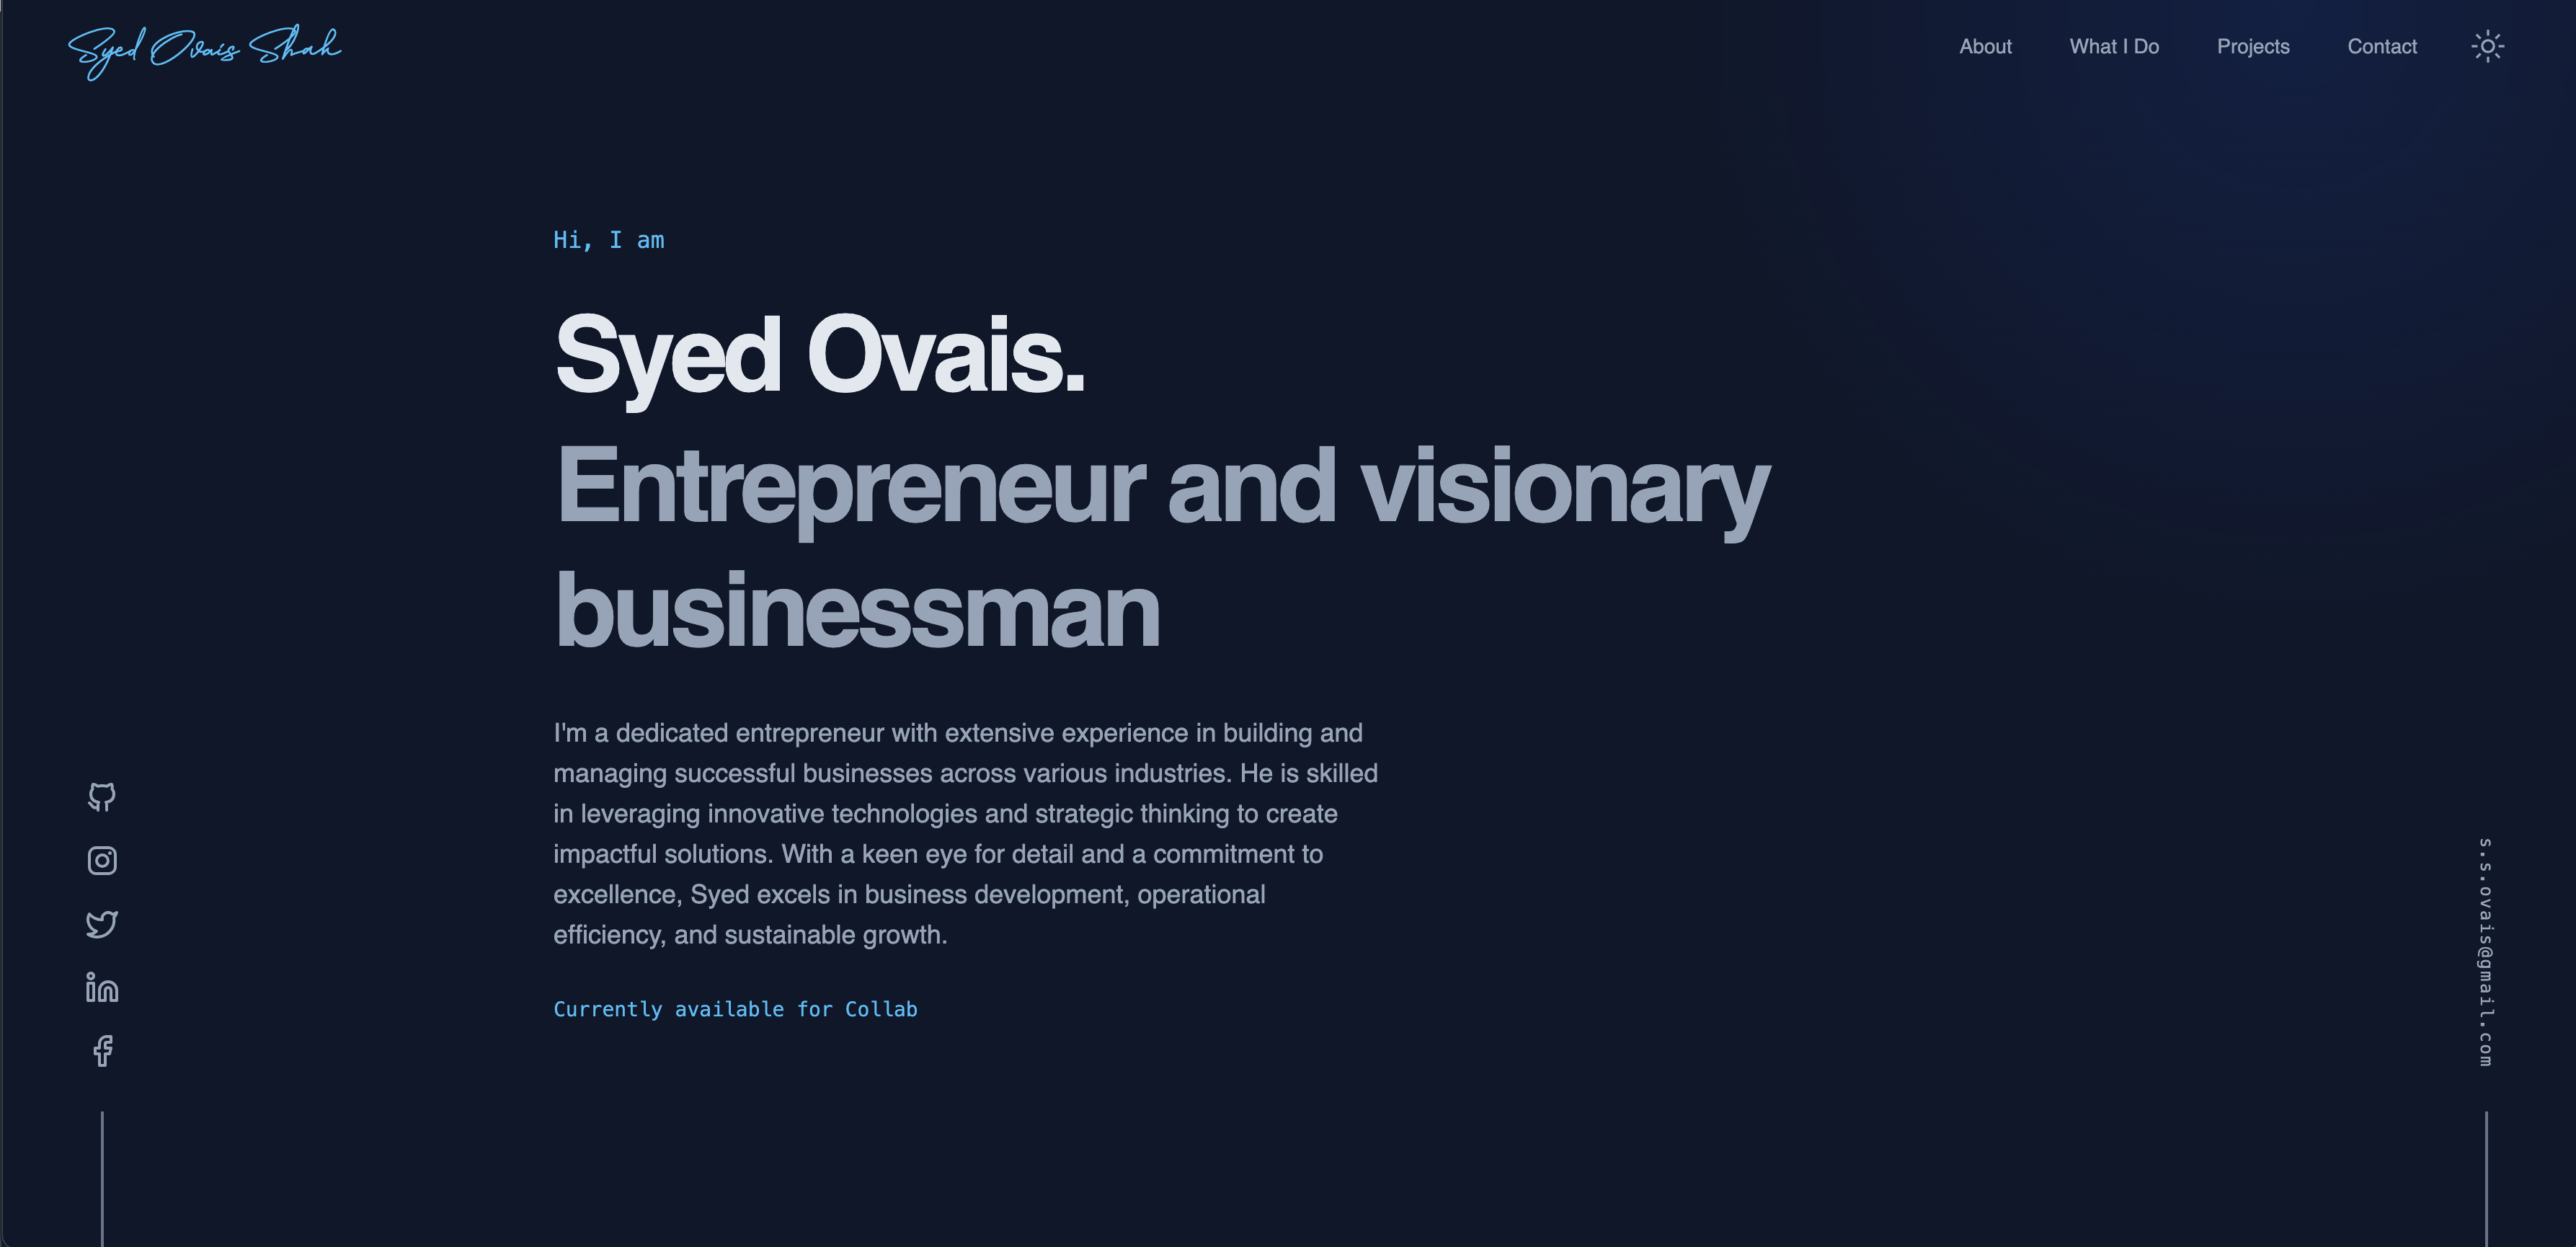 Syed Ovais Shah
About
What I Do
Projects
Contact
Hi, I am
Syed Ovais.
Entrepreneur and visionary
businessman
I'm a dedicated entrepreneur with extensive experience in building and
managing successful businesses across various industries. He is skilled
in leveraging innovative technologies and strategic thinking to create
impactful solutions. With a keen eye for detail and a commitment to
excellence, Syed excels in business development, operational
efficiency, and sustainable growth.
Currently available for Collab
s.s.ovais@gmail.com